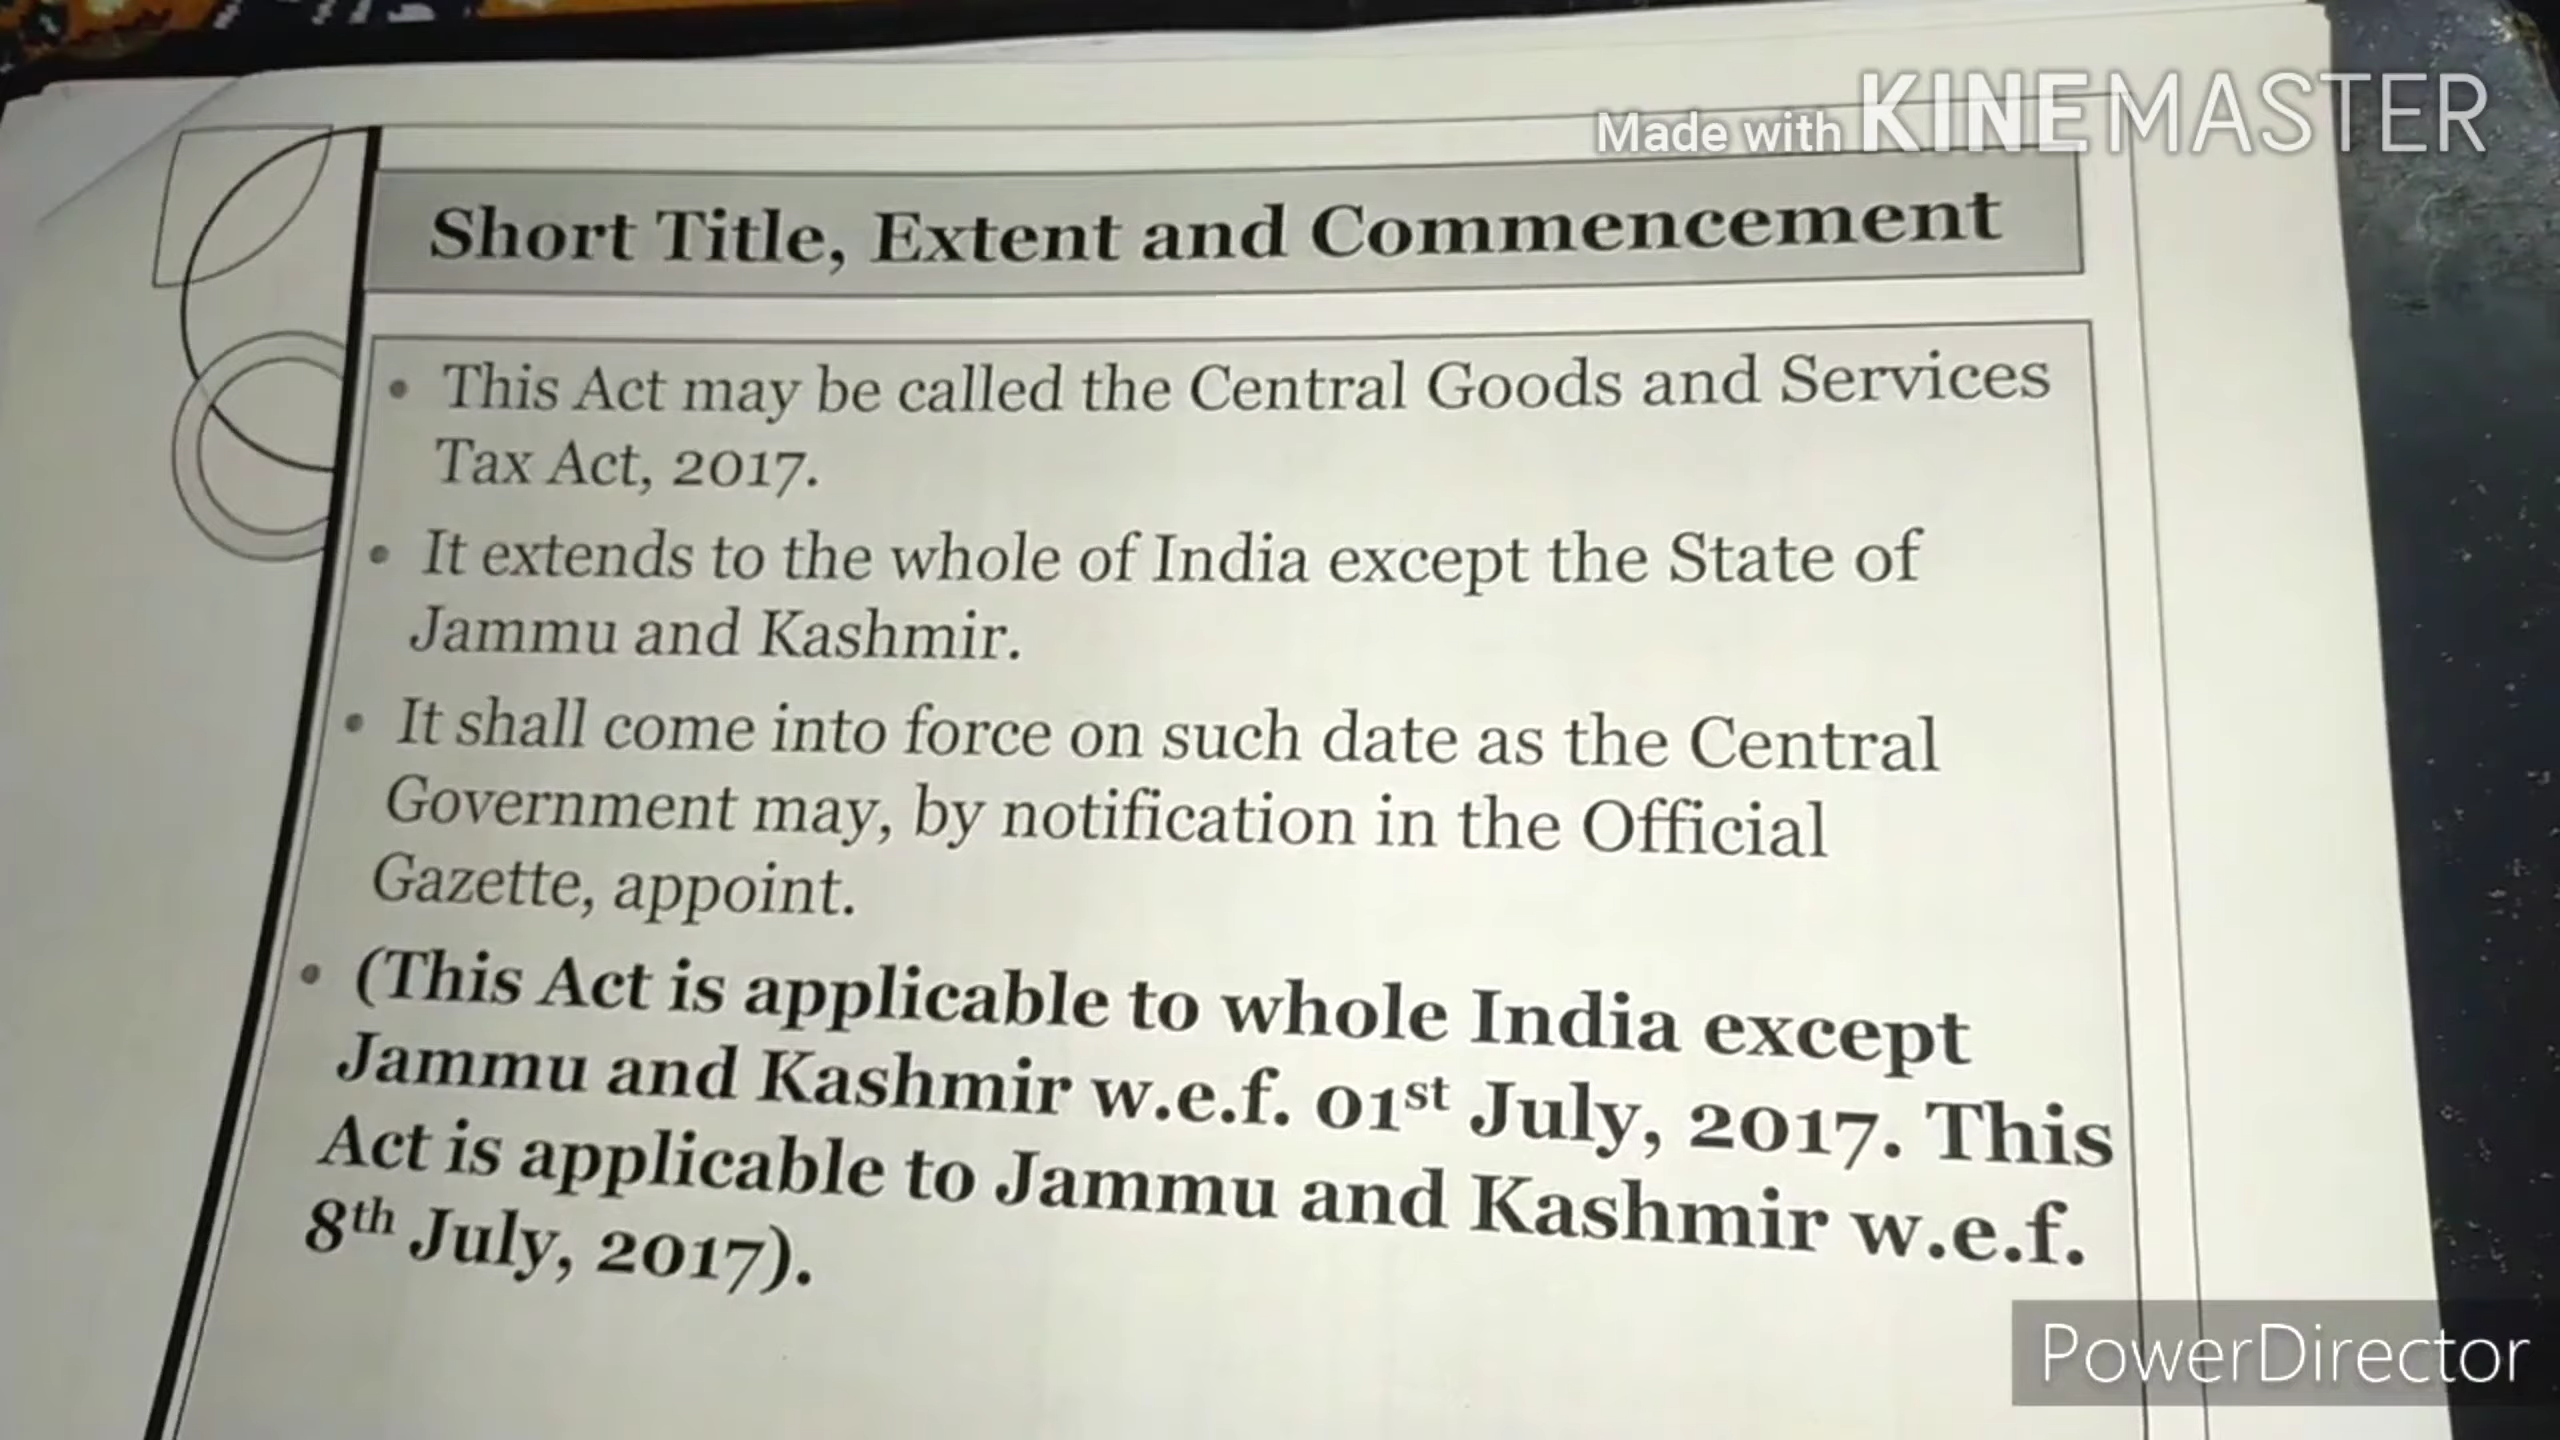 Made with KINEMASTER
Short Title, Extent and Commencement
• This Act may be called the Central Goods and Services
Tax Act, 2017.
• It extends to the whole of India except the State of
Jammu and Kashmir.
• It shall come into force on such date as the Central
Government may, by notification in the Official
Gazette, appoint.
• (This Act is applicable to whole India except
Jammu and Kashmir w.e.f. 01st July, 2017. This
Act is applicable to Jammu and Kashmir w.e.f.
8th July, 2017).
PowerDirector